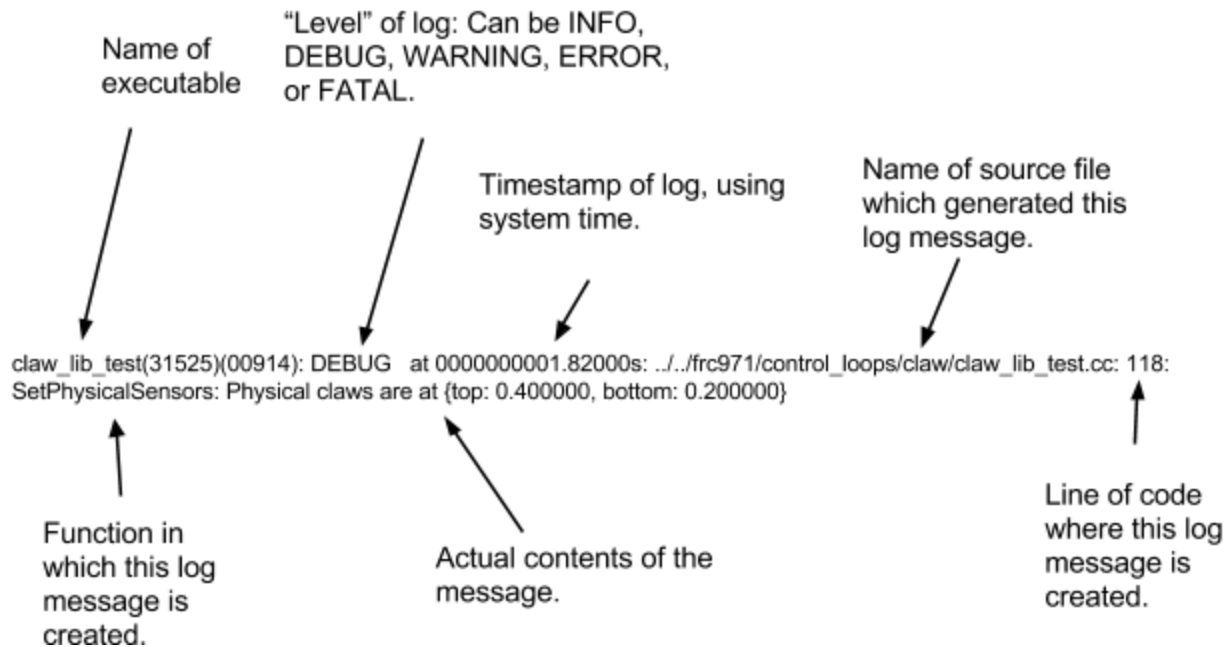 Name of
executable
“Level” of log: Can be INFO,
DEBUG, WARNING, ERROR,
or FATAL.
Timestamp of log, using
system time.
Name of source file
which generated this
log message.
claw_lib_test(31525)(00914): DEBUG   at 0000000001.82000s: ../../frc971/control_loops/claw/claw_lib_test.cc: 118:
SetPhysicalSensors: Physical claws are at {top: 0.400000, bottom: 0.200000}
Function in
which this log
message is
created.
Actual contents of the
message.
Line of code
where this log
message is
created.